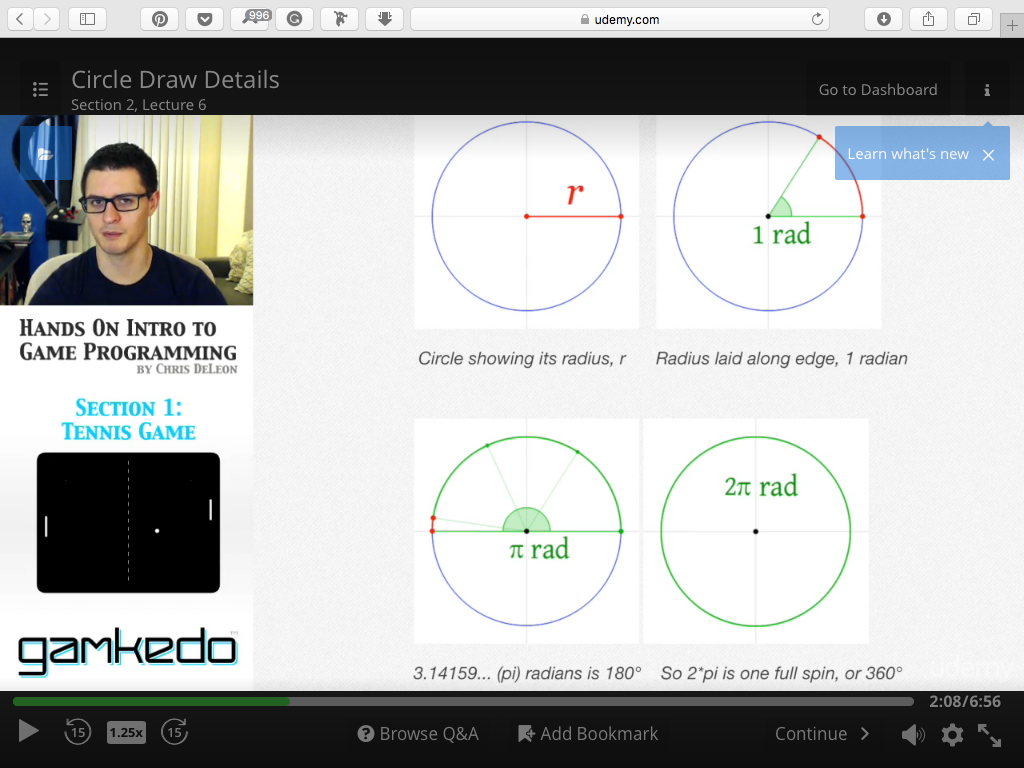 996
udemy.com
Circle Draw Details
Section 2, Lecture 6
Go to Dashboard
i
Learn what's new
r
1 rad
Circle showing its radius, r
Radius laid along edge, 1 radian
HANDS ON INTRO TO
GAME PROGRAMMING
BY CHRIS DELEON
SECTION 1:
TENNIS GAME
gamkedo
π rad
2π rad
3.14159... (pi) radians is 180°
So 2*pi is one full spin, or 360°
udemy
2:08/6:56
15
1.25x
15
? Browse Q&A
Add Bookmark
Continue